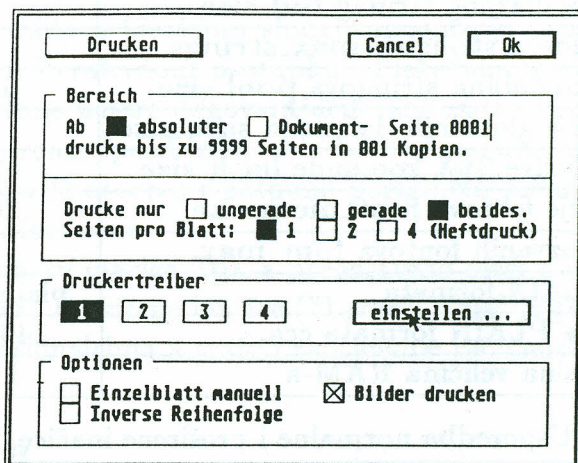 Drucken Cancel Ok
Bereich
Ab absoluter Dokument- Seite 0001
drucke bis zu 9999 Seiten in 001 Kopien.
Drucke nur ungerade gerade beides.
Seiten pro Blatt: 1 2 4 (Heftdruck)
Druckertreiber
1 2 3 4 einstellen ...
Optionen
Einzelblatt manuell Bilder drucken
Inverse Reihenfolge